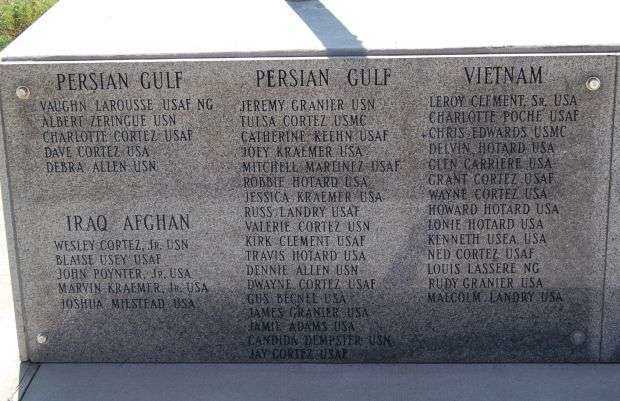 PERSIAN GULF
VAUGHN LAROUSSE USAF NG
ALBERT ZERINGUE USN
CHARLOTTE CORTEZ USAF
DAVE CORTEZ USA
DEBRA ALLEN USN
IRAQ AFGHAN
WESLEY CORTEZ, JR. USN
BLAISE USEY USAF
JOHN POYNTER, JR. USA
MARVIN KRAEMER, JR. USA
JOSHUA MILSTEAD USA
PERSIAN GULF
JEREMY GRANIER USN
TULSA CORTEZ USMC
CATHERINE KEEHN USAF
JOEY KRAEMER USA
MITCHELL MARTINEZ USAF
ROBBIE HOTARD USA
JESSICA KRAEMER USA
RUSS LANDRY USAF
VALERIE CORTEZ USN
KIRK CLEMENT USAF
TRAVIS HOTARD USA
DENNIE ALLEN USN
DWAYNE CORTEZ USAF
GUS BECNEL USA
JAMES GRANIER USA
JAMIE ADAMS USA
CANDIDA DEMPSTER USN
JAY CORTEZ USAF
VIETNAM
LEROY CLEMENT, SR. USA
CHARLOTTE POCHE USAF
+CHRIS EDWARDS USMC
DELVIN HOTARD USA
GLEN CARRIERE USA
GRANT CORTEZ USAF
WAYNE CORTEZ USA
HOWARD HOTARD USA
LONIE HOTARD USA
KENNETH USEA USA
NED CORTEZ USAF
LOUIS LASSERE NG
RUDY GRANIER USA
MALCOLM LANDRY USA